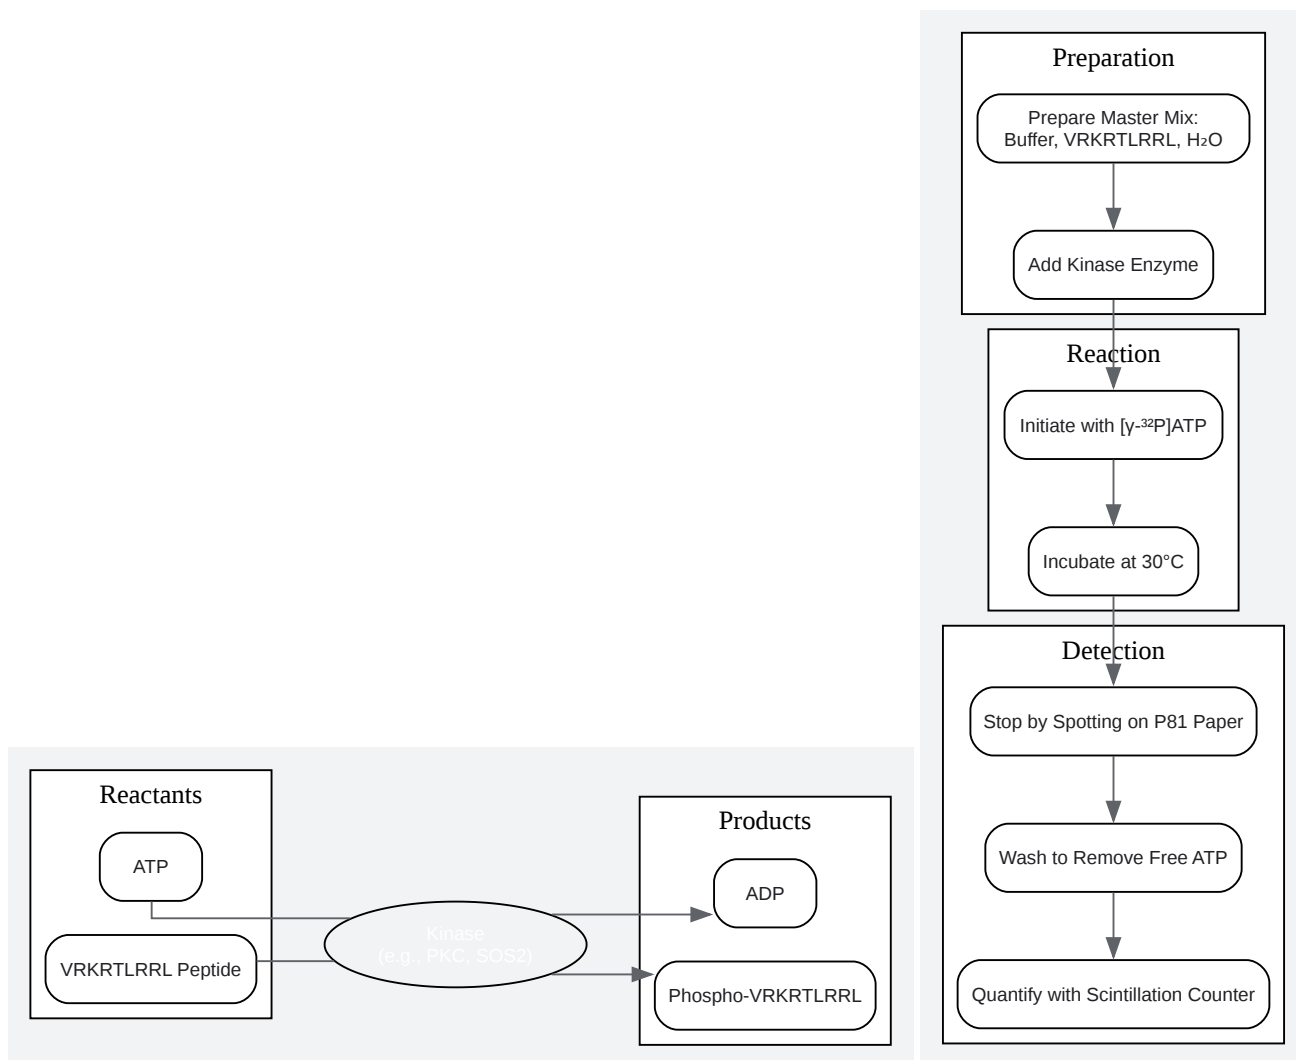 Preparation
Prepare Master Mix:
Buffer, VRKRTLRRL, H₂O
Add Kinase Enzyme
Reaction
Initiate with [γ-³²P]ATP
Incubate at 30°C
Detection
Stop by Spotting on P81 Paper
Wash to Remove Free ATP
Quantify with Scintillation Counter
Reactants
ATP
VRKRTLRRL Peptide
Kinase
(e.g., PKC, SOS2)
Products
ADP
Phospho-VRKRTLRRL